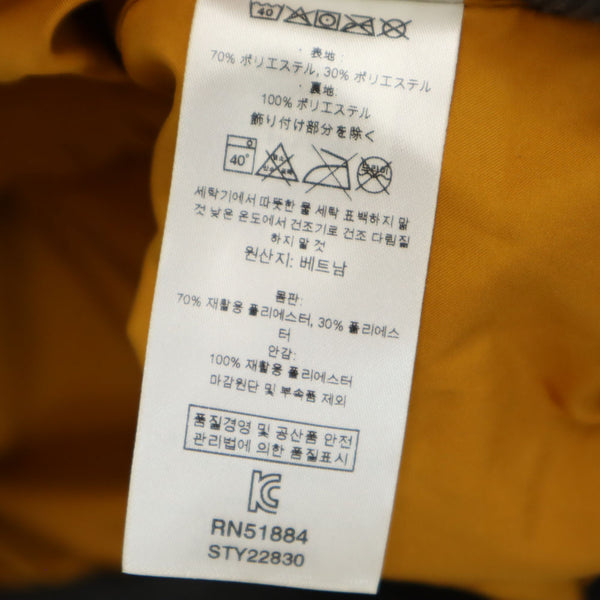 40
・表地:
70% ポリエステル, 30% ポリエステル
・裏地:
100% ポリエステル
飾り付け部分を除く
40°
드라이
세탁기에서 따뜻한 물 세탁 표백하지 말
것 낮은 온도에서 건조기로 건조 다림질
하지 말 것
원산지: 베트남
몸판:
70% 재활용 폴리에스터, 30% 폴리에스
터
안감:
100% 재활용 폴리에스터
마감원단 및 부속품 제외
품질경영 및 공산품 안전
관리법에 의한 품질표시
RN51884
STY22830